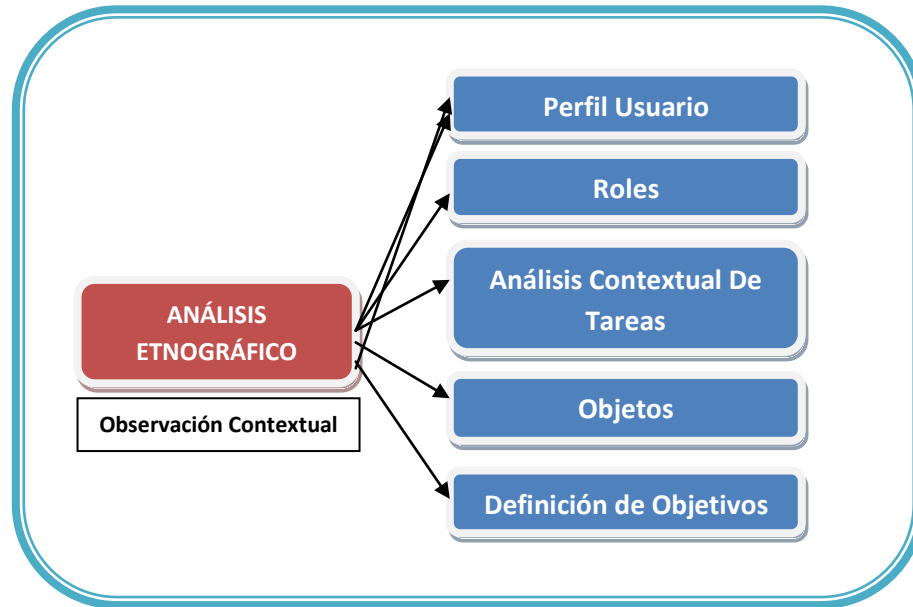 ANÁLISIS
ETNOGRÁFICO
Observación Contextual
Perfil Usuario
Roles
Análisis Contextual De
Tareas
Objetos
Definición de Objetivos